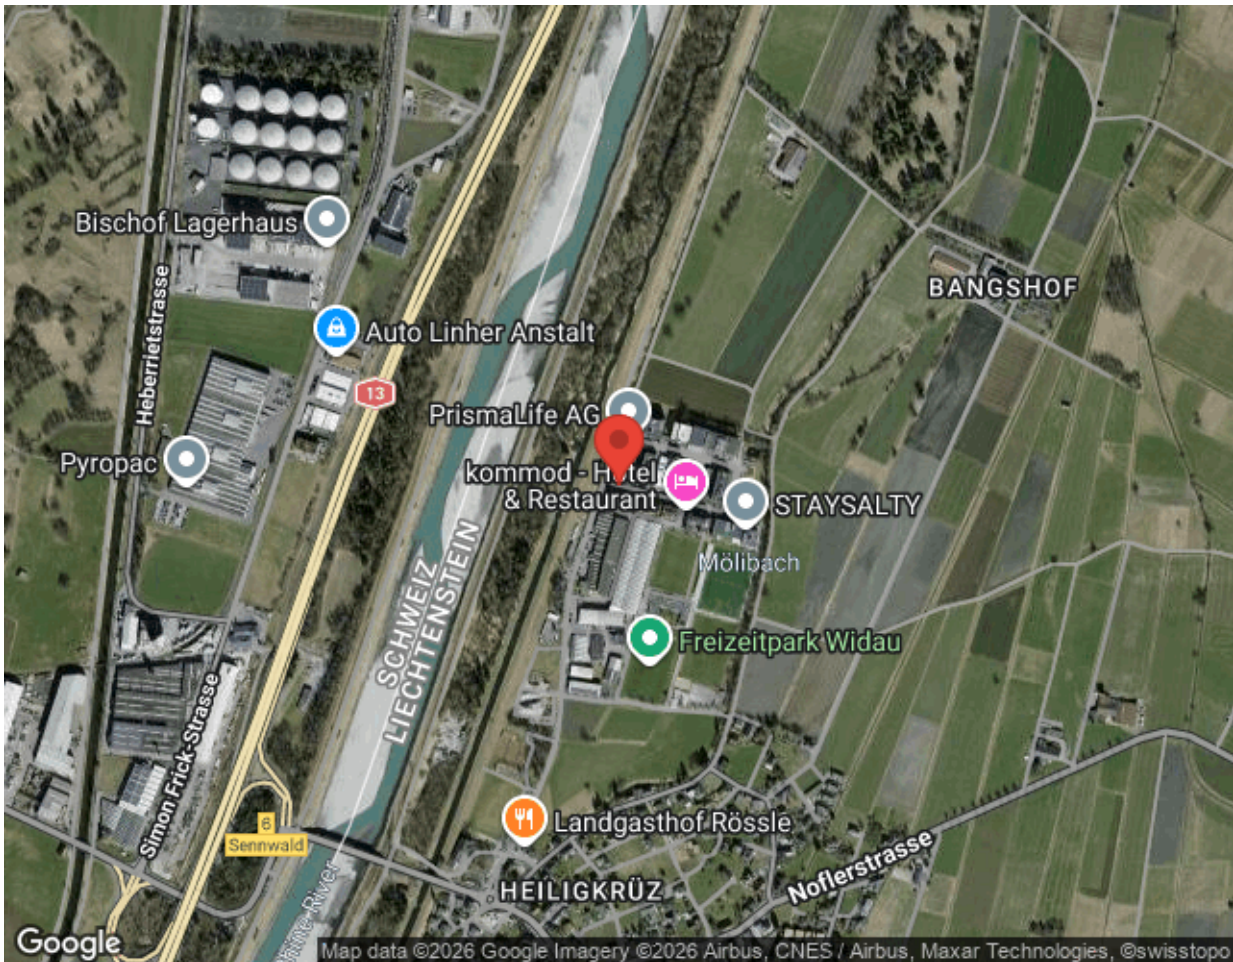 Bischof Lagerhaus
BANGSHOF
Heberrietstrasse
Auto Linher Anstalt
13
PrismaLife AG
Pyropac
kommod - Hotel
& Restaurant
STAYSALTY
SCHWEIZ
LIECHTENSTEIN
Mölibach
Freizeitpark Widau
Simon Frick-Strasse
6
Sennwald
Landgasthof Rössle
Noflerstrasse
HEILIGKRÜZ
River
Google
Map data ©2026 Google Imagery ©2026 Airbus, CNES / Airbus, Maxar Technologies, ©swisstopo